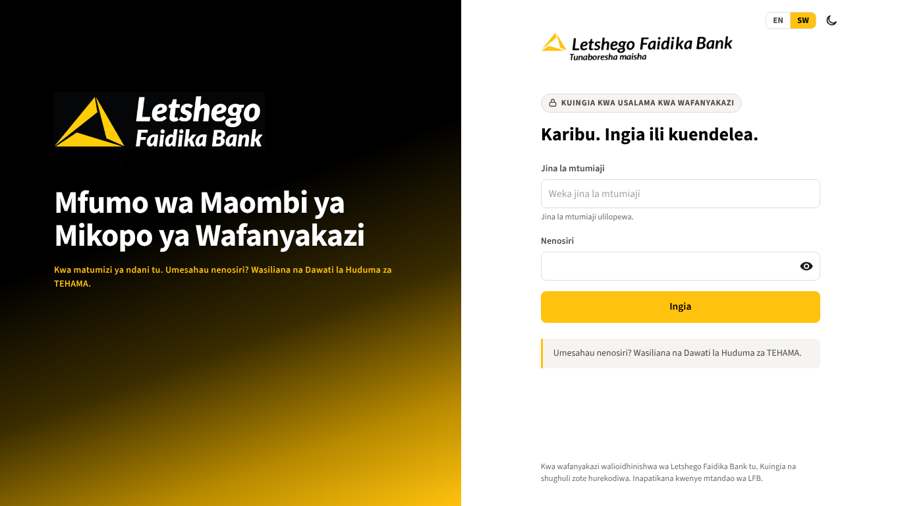 Letshego
Faidika Bank
Mfumo wa Maombi ya
Mikopo ya Wafanyakazi
Kwa matumizi ya ndani tu. Umesahau nenosiri? Wasiliana na Dawati la Huduma za
TEHAMA.
EN SW
Letshego Faidika Bank
Tunaboresha maisha
KUINGIA KWA USALAMA KWA WAFANYAKAZI
Karibu. Ingia ili kuendelea.
Jina la mtumiaji
Weka jina la mtumiaji
Jina la mtumiaji ulilopewa.
Nenosiri
Ingia
Umesahau nenosiri? Wasiliana na Dawati la Huduma za TEHAMA.
Kwa wafanyakazi walioidhinishwa wa Letshego Faidika Bank tu. Kuingia na
shughuli zote hurekodiwa. Inapatikana kwenye mtandao wa LFB.